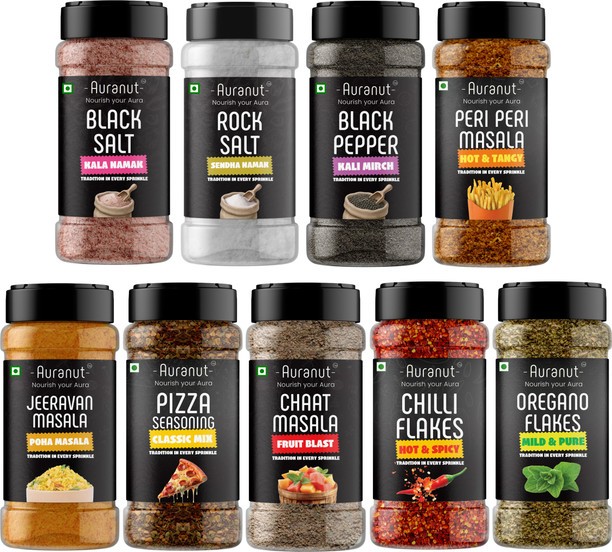 - Auranut -
Nourish your Aura
BLACK
SALT
KALA NAMAK
TRADITION IN EVERY SPRINKLE
- Auranut -
Nourish your Aura
ROCK
SALT
SENDHA NAMAK
TRADITION IN EVERY SPRINKLE
- Auranut -
Nourish your Aura
BLACK
PEPPER
KALI MIRCH
TRADITION IN EVERY SPRINKLE
- Auranut -
Nourish your Aura
PERI PERI
MASALA
HOT & TANGY
TRADITION IN EVERY SPRINKLE
- Auranut -
Nourish your Aura
JEERAVAN
MASALA
POHA MASALA
TRADITION IN EVERY SPRINKLE
- Auranut -
Nourish your Aura
PIZZA
SEASONING
CLASSIC MIX
TRADITION IN EVERY SPRINKLE
- Auranut -
Nourish your Aura
CHAAT
MASALA
FRUIT BLAST
TRADITION IN EVERY SPRINKLE
- Auranut -
Nourish your Aura
CHILLI
FLAKES
HOT & SPICY
TRADITION IN EVERY SPRINKLE
- Auranut -
Nourish your Aura
OREGANO
FLAKES
MILD & PURE
TRADITION IN EVERY SPRINKLE